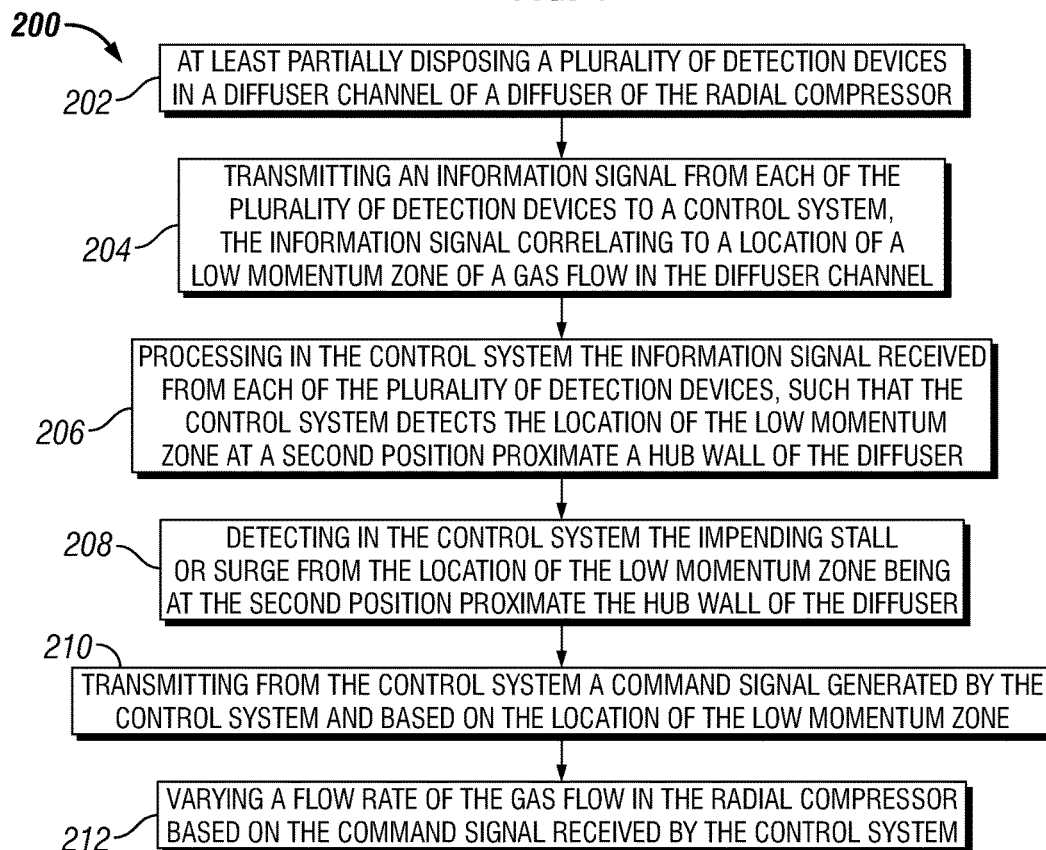 200
202
AT LEAST PARTIALLY DISPOSING A PLURALITY OF DETECTION DEVICES
IN A DIFFUSER CHANNEL OF A DIFFUSER OF THE RADIAL COMPRESSOR
204
TRANSMITTING AN INFORMATION SIGNAL FROM EACH OF THE
PLURALITY OF DETECTION DEVICES TO A CONTROL SYSTEM,
THE INFORMATION SIGNAL CORRELATING TO A LOCATION OF A
LOW MOMENTUM ZONE OF A GAS FLOW IN THE DIFFUSER CHANNEL
206
PROCESSING IN THE CONTROL SYSTEM THE INFORMATION SIGNAL RECEIVED
FROM EACH OF THE PLURALITY OF DETECTION DEVICES, SUCH THAT THE
CONTROL SYSTEM DETECTS THE LOCATION OF THE LOW MOMENTUM
ZONE AT A SECOND POSITION PROXIMATE A HUB WALL OF THE DIFFUSER
208
DETECTING IN THE CONTROL SYSTEM THE IMPENDING STALL
OR SURGE FROM THE LOCATION OF THE LOW MOMENTUM ZONE BEING
AT THE SECOND POSITION PROXIMATE THE HUB WALL OF THE DIFFUSER
210
TRANSMITTING FROM THE CONTROL SYSTEM A COMMAND SIGNAL GENERATED BY THE
CONTROL SYSTEM AND BASED ON THE LOCATION OF THE LOW MOMENTUM ZONE
212
VARYING A FLOW RATE OF THE GAS FLOW IN THE RADIAL COMPRESSOR
BASED ON THE COMMAND SIGNAL RECEIVED BY THE CONTROL SYSTEM